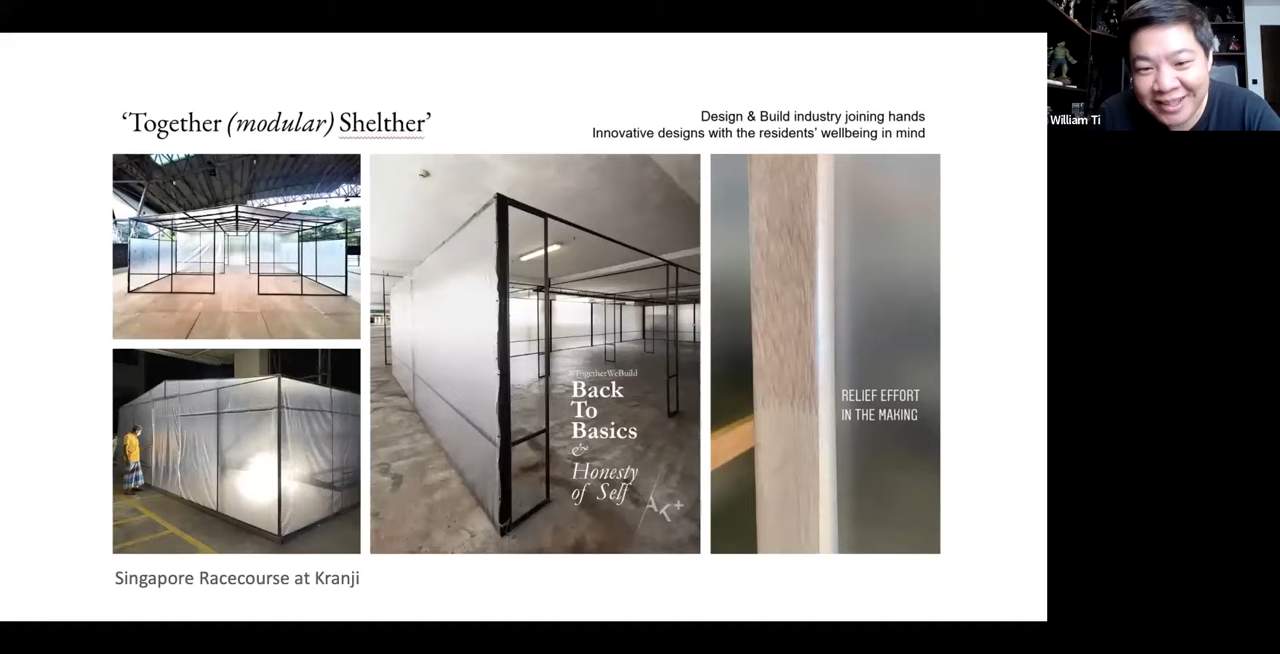 ‘Together (modular) Shelther’
Design & Build industry joining hands
Innovative designs with the residents’ wellbeing in mind
William Ti
#TogetherWeBuild
Back
To
Basics
&
Honesty
of Self
AK+
RELIEF EFFORT
IN THE MAKING
Singapore Racecourse at Kranji